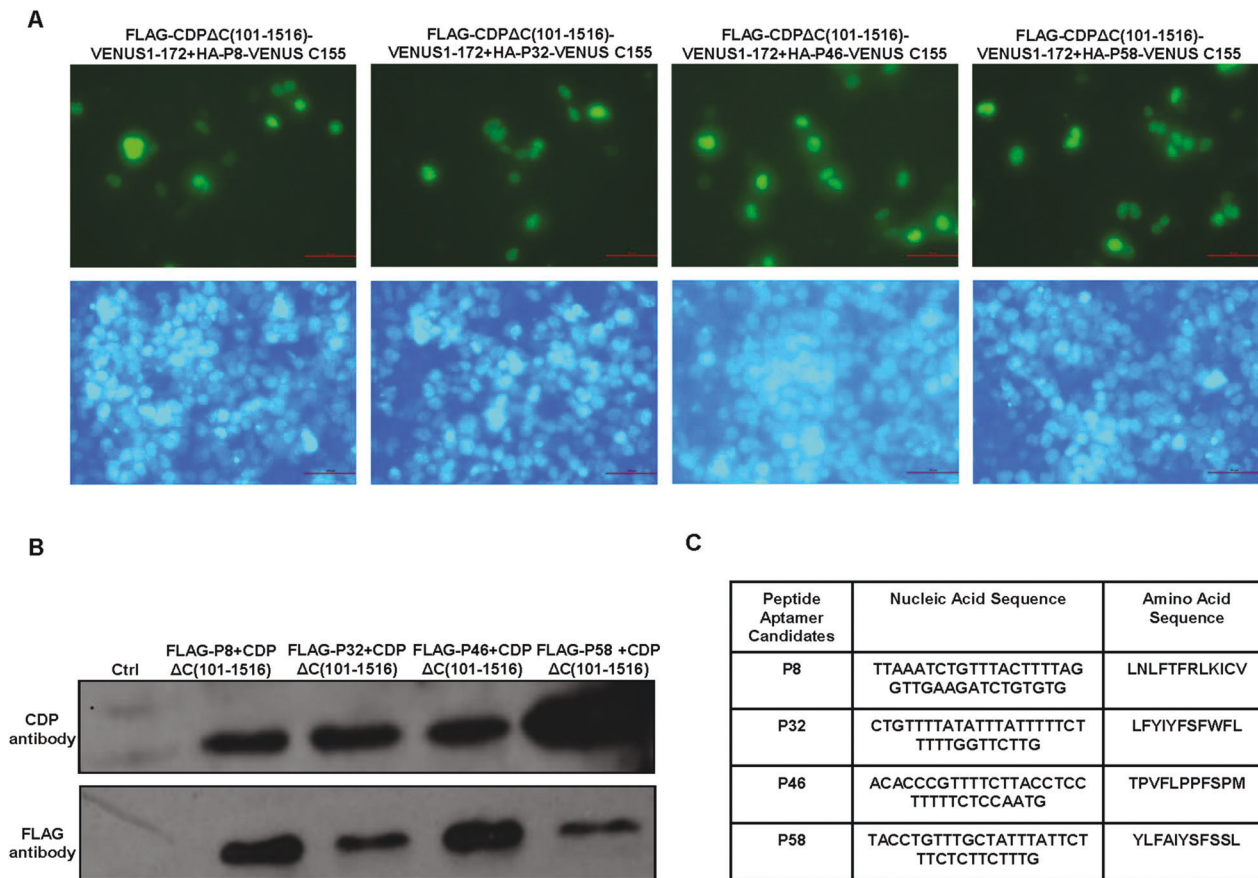 A
FLAG-CDPΔC(101-1516)-
VENUS1-172+HA-P8-VENUS C155
FLAG-CDPΔC(101-1516)-
VENUS1-172+HA-P32-VENUS C155
FLAG-CDPΔC(101-1516)-
VENUS1-172+HA-P46-VENUS C155
FLAG-CDPΔC(101-1516)-
VENUS1-172+HA-P58-VENUS C155
B
Ctrl
FLAG-P8+CDP
ΔC(101-1516)
FLAG-P32+CDP
ΔC(101-1516)
FLAG-P46+CDP
ΔC(101-1516)
FLAG-P58 +CDP
ΔC(101-1516)
CDP
antibody
FLAG
antibody
C
Peptide
Aptamer
Candidates
Nucleic Acid Sequence
Amino Acid
Sequence
P8
TTAAATCTGTTTACTTTTAG
GTTGAAGATCTGTGTG
LNLFTFRLKICV
P32
CTGTTTTATATTTATTTTTCT
TTTTGGTTCTTG
LFYIYFSFWFL
P46
ACACCCGTTTTCTTACCTCC
TTTTTCTCCAATG
TPVFLPPFSPM
P58
TACCTGTTTGCTATTTATTCT
TTCTCTTCTTTG
YLFAIYSFSSL